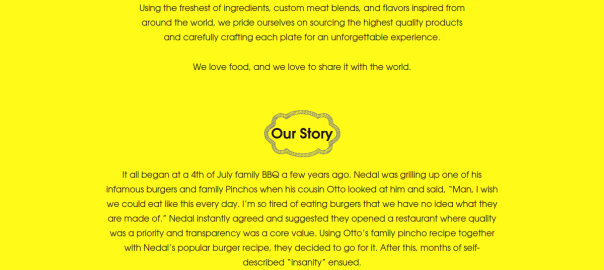 Using the freshest of ingredients, custom meat blends, and flavors inspired from
around the world, we pride ourselves on sourcing the highest quality products
and carefully crafting each plate for an unforgettable experience.
We love food, and we love to share it with the world.
Our Story
It all began at a 4th of July family BBQ a few years ago. Nedal was grilling up one of his
infamous burgers and family Pinchos when his cousin Otto looked at him and said, “Man, I wish
we could eat like this every day. I’m so tired of eating burgers that we have no idea what they
are made of.” Nedal instantly agreed and suggested they opened a restaurant where quality
was a priority and transparency was a core value. Using Otto’s family pincho recipe together
with Nedal’s popular burger recipe, they decided to go for it. After this, months of self-
described “insanity” ensued.